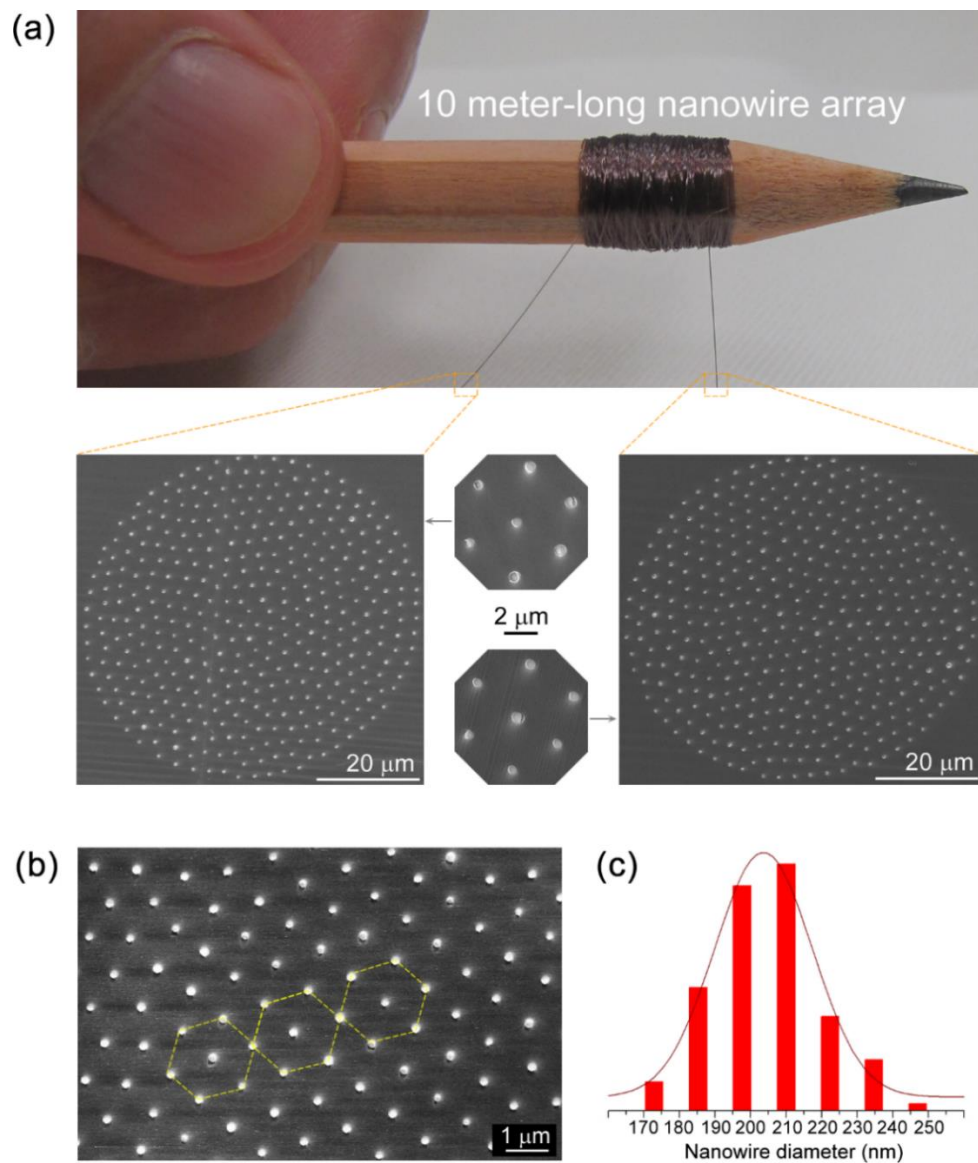 (a)
10 meter-long nanowire array
2 μm
20 μm
20 μm
(b)
1 μm
(c)
170 180 190 200 210 220 230 240 250
Nanowire diameter (nm)